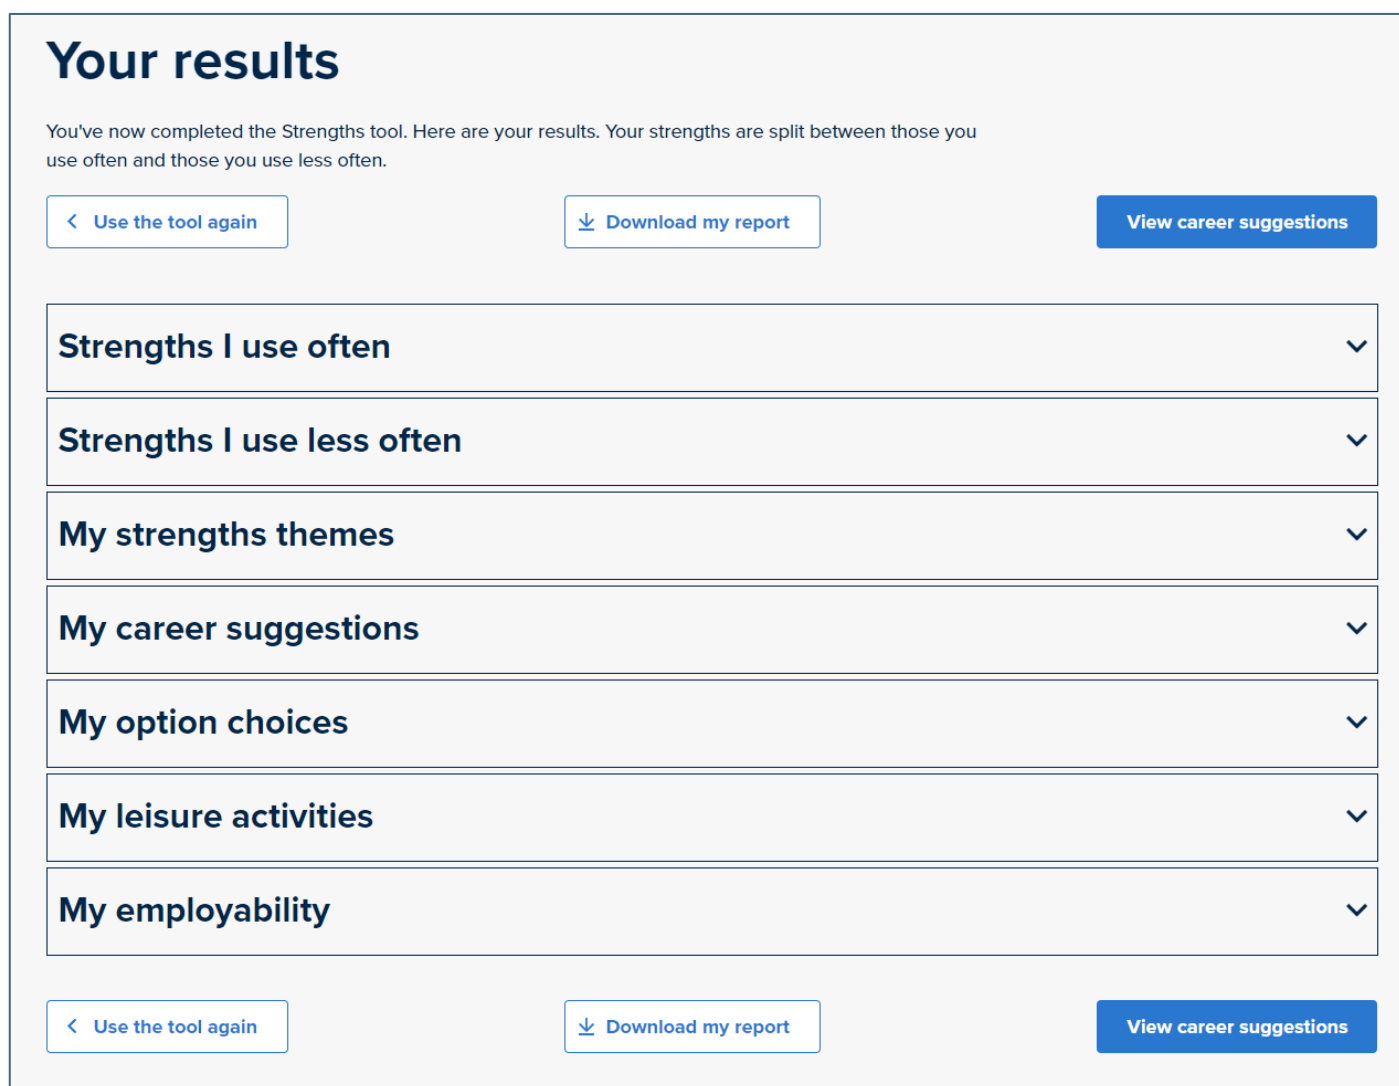 Your results
You've now completed the Strengths tool. Here are your results. Your strengths are split between those you
use often and those you use less often.
Use the tool again
Download my report
View career suggestions
Strengths I use often
Strengths I use less often
My strengths themes
My career suggestions
My option choices
My leisure activities
My employability
Use the tool again
Download my report
View career suggestions